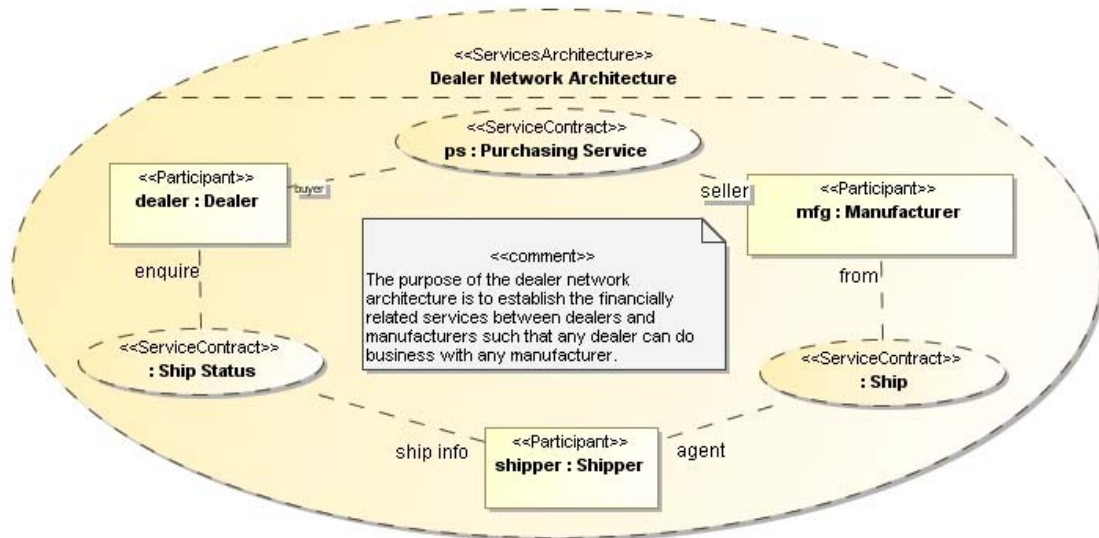 <<ServicesArchitecture>>
Dealer Network Architecture
<<ServiceContract>>
ps : Purchasing Service
<<Participant>>
dealer : Dealer
buyer
seller
<<Participant>>
mfg : Manufacturer
enquire
<<comment>>
The purpose of the dealer network
architecture is to establish the financially
related services between dealers and
manufacturers such that any dealer can do
business with any manufacturer.
from
<<ServiceContract>>
: Ship Status
<<ServiceContract>>
: Ship
ship info
<<Participant>>
shipper : Shipper
agent